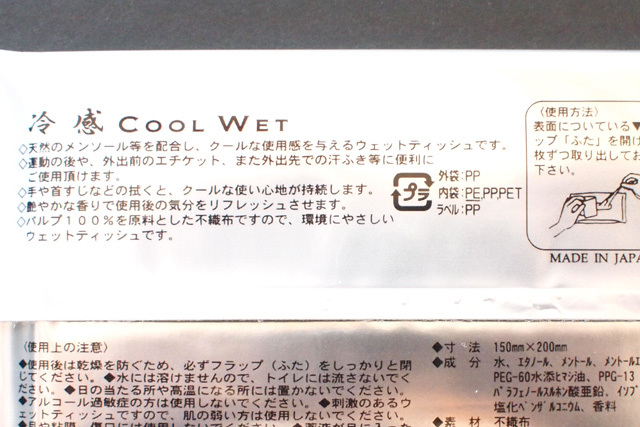 冷感 COOL WET
◇天然のメンソール等を配合し、クールな使用感を与えるウェットティッシュです。
◇運動の後や、外出前のエチケット、また外出先での汗ふき等に便利に
ご使用頂けます。
◇手や首すじなどの拭くと、クールな使い心地が持続します。
◇艶やかな香りで使用後の気分をリフレッシュさせます。
◇パルプ100%を原料とした不織布ですので、環境にやさしい
ウェットティッシュです。
プラ
外袋:PP
内袋:PE,PP,PET
ラベル:PP
〈使用方法〉
表面についている▼
ップ「ふた」を開け
枚ずつ取り出してお
下さい。
MADE IN JAPA
〈使用上の注意〉
◆使用後は乾燥を防ぐため、必ずフラップ(ふた)をしっかりと閉
じてください。◆水には溶けませんので、トイレには流さないでく
ださい。◆日の当たる所や高温になる所には置かないでください。
◆アルコール過敏症の方は使用しないでください。◆刺激のあるウ
ェットティッシュですので、肌の弱い方は使用しないでください。
◆寸 法 150mm×200mm
◆成 分 水、エタノール、メントール、メントールエ
PEG-60水添ヒマシ油、PPG-13
パラフェノールスルホン酸亜鉛、イソプ
塩化ベンザルコニウム、香料
◆素 材 不織布